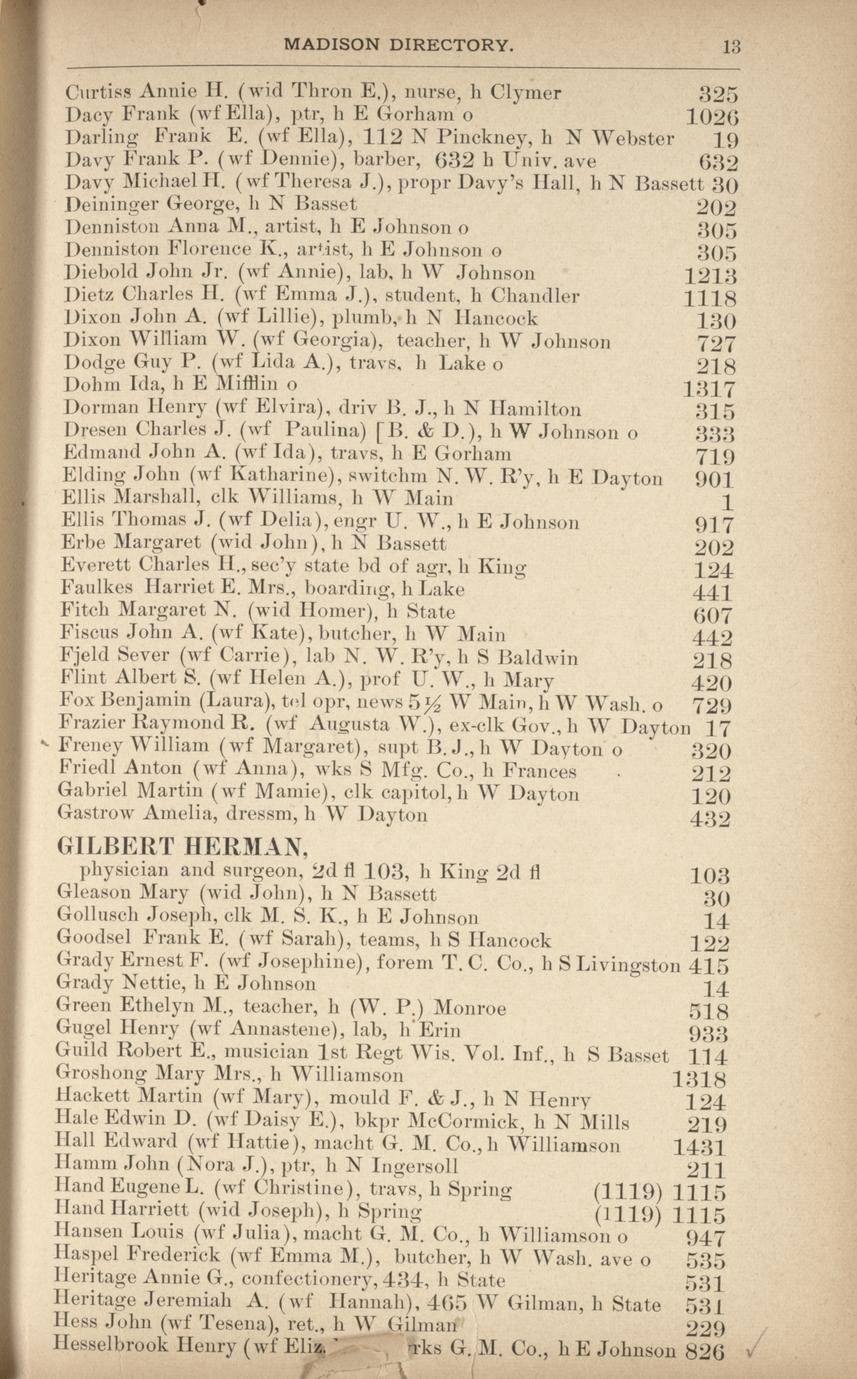 MADISON DIRECTORY. 13
Curtiss Annie H. (wid Thron E.), nurse, h Clymer 325
Dacy Frank (wf Ella), ptr, h E Gorham o 1026
Darling Frank E. (wf Ella), 112 N Pinckney, h N Webster 19
Davy Frank P. (wf Dennie), barber, 632 h Univ. ave 632
Davy Michael H. (wf Theresa J.), propr Davy's Hall, h N Bassett 30
Deininger George, h N Basset 202
Denniston Anna M., artist, h E Johnson o 305
Denniston Florence K., artist, h E Johnson o 305
Diebold John Jr. (wf Annie), lab, h W Johnson 1213
Dietz Charles H. (wf Emma J.), student, h Chandler 1118
Dixon John A. (wf Lillie), plumb, h N Hancock 130
Dixon William W. (wf Georgia), teacher, h W Johnson 727
Dodge Guy P. (wf Lida A.), travs, h Lake o 218
Dohm Ida, h E Mifflin o 1317
Dorman Henry (wf Elvira), driv B. J., h N Hamilton 315
Dresen Charles J. (wf Paulina) [B. & D.), h W Johnson o 333
Edmand John A. (wf Ida), travs, h E Gorham 719
Elding John (wf Katharine), switchm N. W. R'y, h E Dayton 901
Ellis Marshall, clk Williams, h W Main 1
Ellis Thomas J. (wf Delia), engr U. W., h E Johnson 917
Erbe Margaret (wid John), h N Bassett 202
Everett Charles H., sec'y state bd of agr, h King 124
Faulkes Harriet E. Mrs., boarding, h Lake 441
Fitch Margaret N. (wid Homer), h State 607
Fiscus John A. (wf Kate), butcher, h W Main 442
Fjeld Sever (wf Carrie), lab N. W. R'y, h S Baldwin 218
Flint Albert S. (wf Helen A.), prof U. W., h Mary 420
Fox Benjamin (Laura), tel opr, news 5½ W Main, h W Wash. o 729
Frazier Raymond R. (wf Augusta W.), ex-clk Gov., h W Dayton 17
Freney William (wf Margaret), supt B. J., h W Dayton o 320
Friedl Anton (wf Anna), wks S Mfg. Co., h Frances 212
Gabriel Martin (wf Mamie), clk capitol, h W Dayton 120
Gastrow Amelia, dressm, h W Dayton 432
GILBERT HERMAN,
physician and surgeon, 2d fl 103, h King 2d fl 103
Gleason Mary (wid John), h N Bassett 30
Gollusch Joseph, clk M. S. K., h E Johnson 14
Goodsel Frank E. (wf Sarah), teams, h S Hancock 122
Grady Ernest F. (wf Josephine), forem T. C. Co., h S Livingston 415
Grady Nettie, h E Johnson 14
Green Ethelyn M., teacher, h (W. P.) Monroe 518
Gugel Henry (wf Annastene), lab, h Erin 933
Guild Robert E., musician 1st Regt Wis. Vol. Inf., h S Basset 114
Groshong Mary Mrs., h Williamson 1318
Hackett Martin (wf Mary), mould F. & J., h N Henry 124
Hale Edwin D. (wf Daisy E.), bkpr McCormick, h N Mills 219
Hall Edward (wf Hattie), macht G. M. Co., h Williamson 1431
Hamm John (Nora J.), ptr, h N Ingersoll 211
Hand Eugene L. (wf Christine), travs, h Spring (1119) 1115
Hand Harriett (wid Joseph), h Spring (1119) 1115
Hansen Louis (wf Julia), macht G. M. Co., h Williamson o 947
Haspel Frederick (wf Emma M.), butcher, h W Wash. ave o 535
Heritage Annie G., confectionery, 434, h State 531
Heritage Jeremiah A. (wf Hannah), 465 W Gilman, h State 531
Hess John (wf Tesena), ret., h W Gilman 229
Hesselbrook Henry (wf Eliz. rks G. M. Co., h E Johnson 826